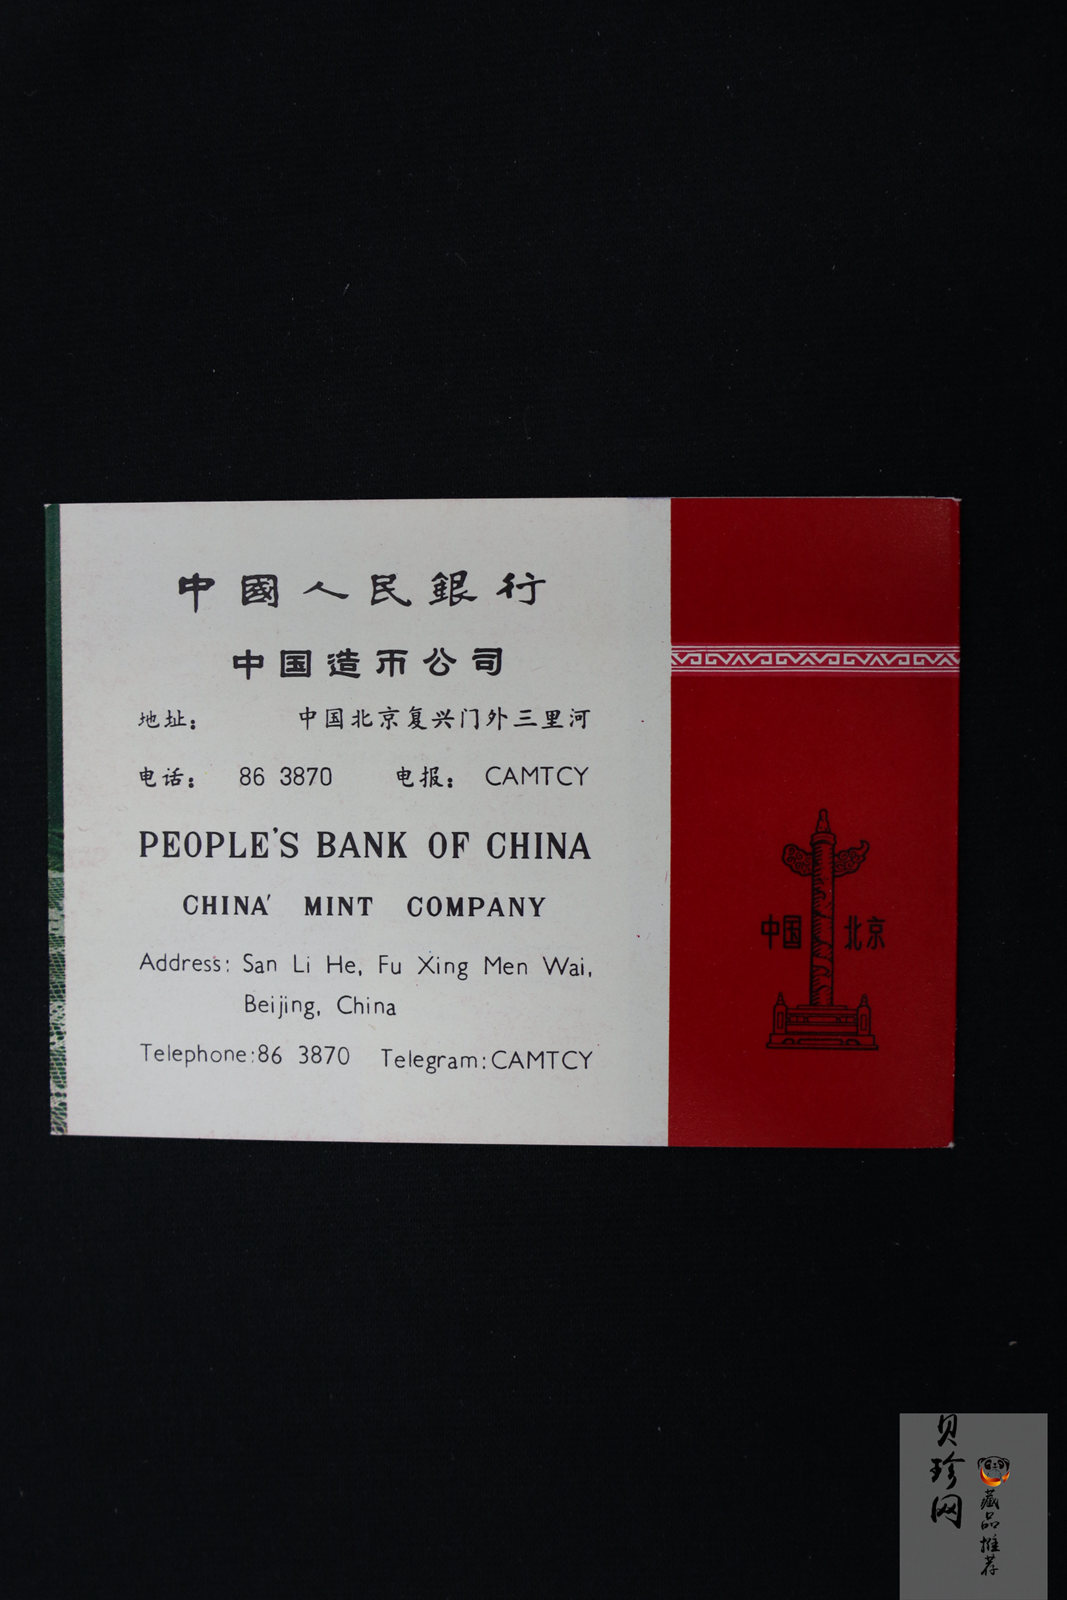 中國人民銀行
中国造币公司
地址: 中国北京复兴门外三里河
电话: 86 3870 电报: CAMTCY
PEOPLE'S BANK OF CHINA
CHINA' MINT COMPANY
Address: San Li He, Fu Xing Men Wai,
Beijing, China
Telephone:86 3870 Telegram:CAMTCY
中国 北京
贝珍网
藏品推荐